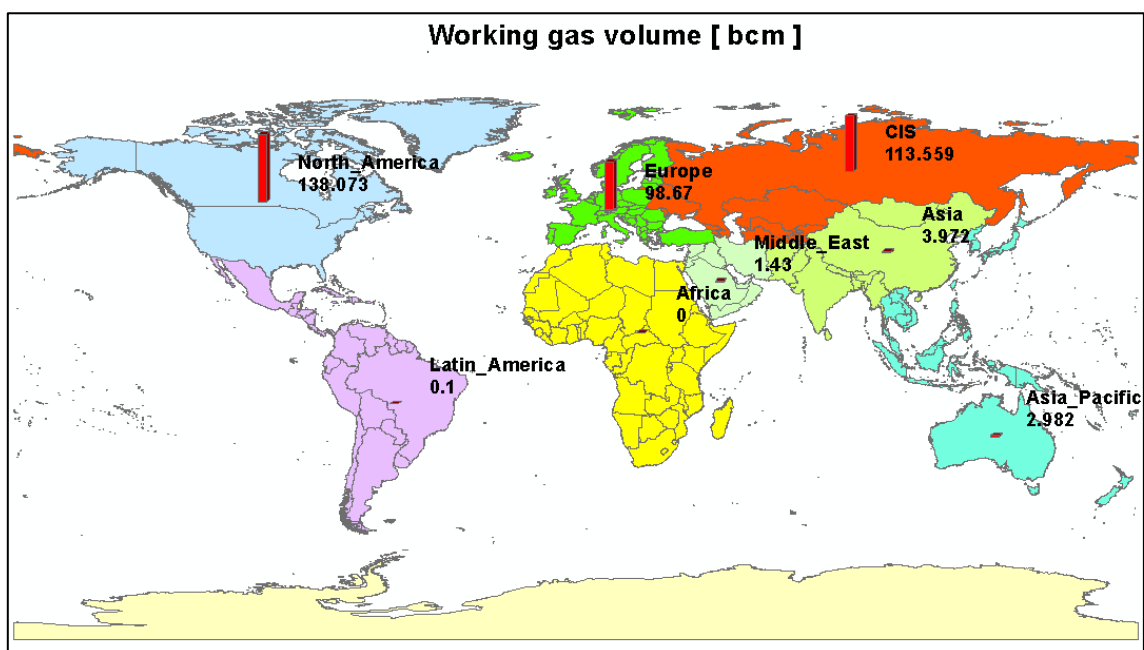 Working gas volume [ bcm ]
North_America
138.073
Europe
98.67
CIS
113.559
Asia
3.972
Middle_East
1.43
Africa
0
Latin_America
0.1
Asia_Pacific
2.982